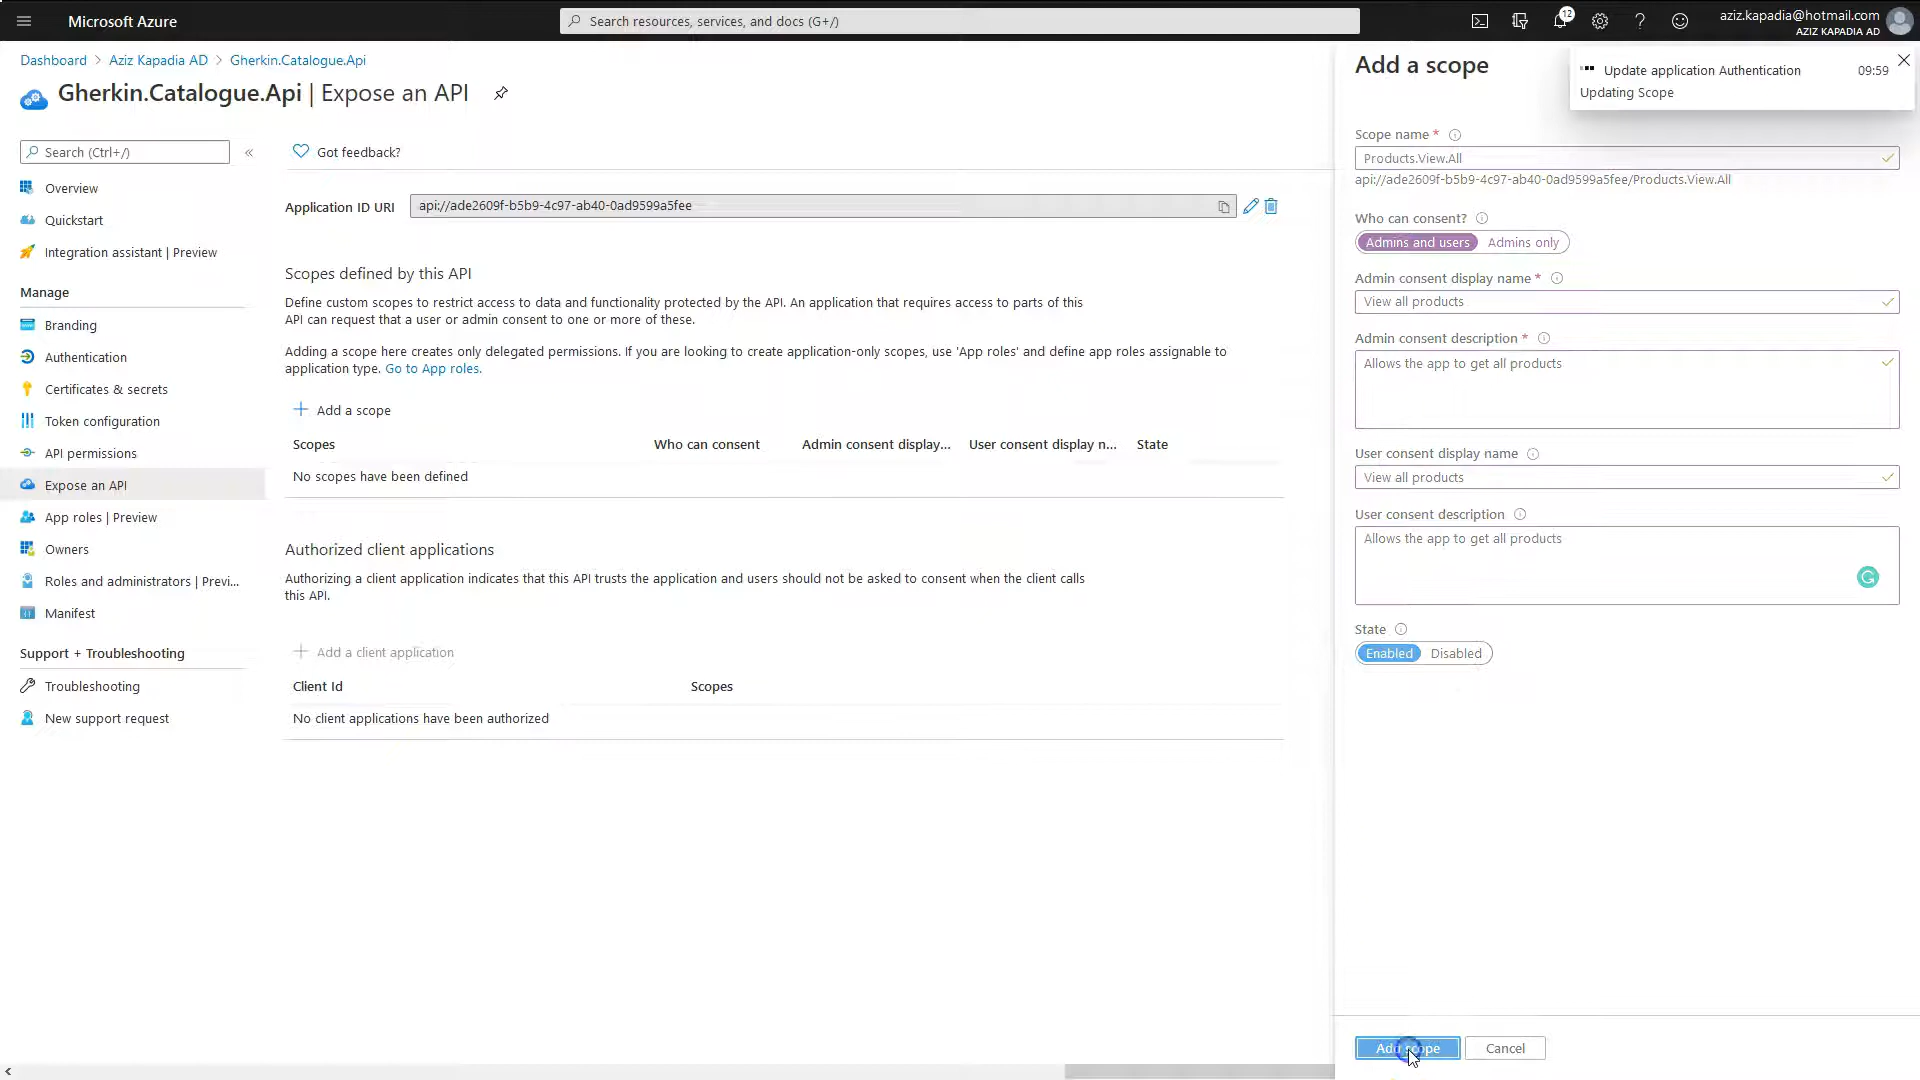 Microsoft Azure
Search resources, services, and docs (G+/)
12
aziz.kapadia@hotmail.com
AZIZ KAPADIA AD
Dashboard > Aziz Kapadia AD > Gherkin.Catalogue.Api
Gherkin.Catalogue.Api | Expose an API
Search (Ctrl+/)
«
Overview
Quickstart
Integration assistant | Preview
Manage
Branding
Authentication
Certificates & secrets
Token configuration
API permissions
Expose an API
App roles | Preview
Owners
Roles and administrators | Previ...
Manifest
Support + Troubleshooting
Troubleshooting
New support request
Got feedback?
Application ID URI
api://ade2609f-b5b9-4c97-ab40-0ad9599a5fee
Scopes defined by this API
Define custom scopes to restrict access to data and functionality protected by the API. An application that requires access to parts of this
API can request that a user or admin consent to one or more of these.
Adding a scope here creates only delegated permissions. If you are looking to create application-only scopes, use 'App roles' and define app roles assignable to
application type. Go to App roles.
Add a scope
Scopes Who can consent Admin consent display... User consent display n... State
No scopes have been defined
Authorized client applications
Authorizing a client application indicates that this API trusts the application and users should not be asked to consent when the client calls
this API.
Add a client application
Client Id Scopes
No client applications have been authorized
Add a scope
Update application Authentication 09:59
Updating Scope
Scope name *
Products.View.All
api://ade2609f-b5b9-4c97-ab40-0ad9599a5fee/Products.View.All
Who can consent?
Admins and users Admins only
Admin consent display name *
View all products
Admin consent description *
Allows the app to get all products
User consent display name
View all products
User consent description
Allows the app to get all products
State
Enabled Disabled
Add scope Cancel